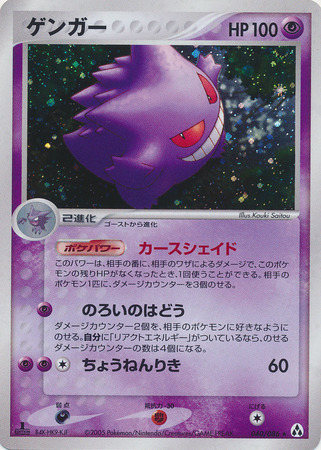 ゲンガー
HP100
Illus. Kouki Saitou
2進化
ゴーストから進化
ポケパワー カースシェイド
このパワーは、相手の番に、相手のワザによるダメージで、このポケ
モンの残りHPがなくなったとき、1回使うことができる。相手のポ
ケモン1匹に、ダメージカウンターを3個のせる。
のろいのはどう
ダメージカウンター2個を、相手のポケモンに好きなように
のせる。自分に「リアクトエネルギー」がついているなら、のせる
ダメージカウンターの数は4個になる。
ちょうねんりき 60
弱点 抵抗力 -30 にげる
©2005 Pokémon/Nintendo/Creatures/GAME FREAK.